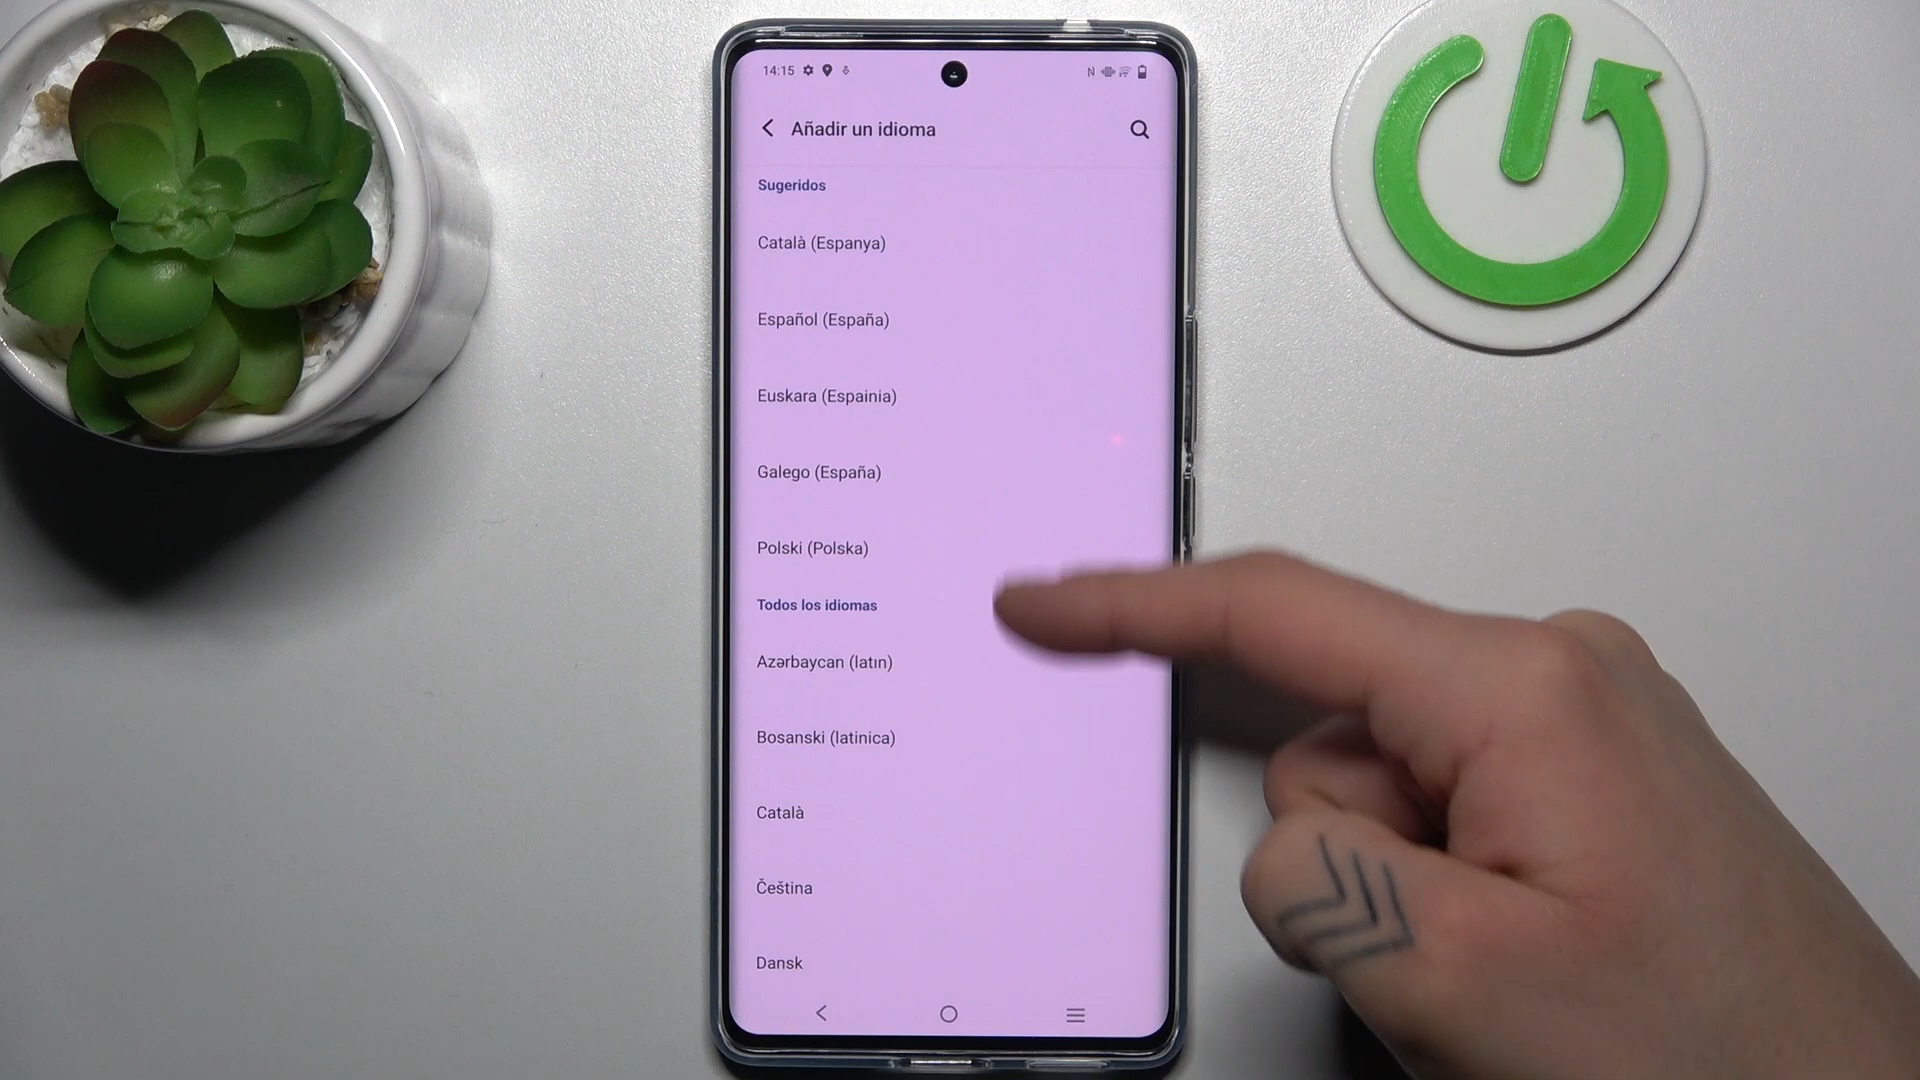 14:15
Añadir un idioma
Sugeridos
Català (Espanya)
Español (España)
Euskara (Espainia)
Galego (España)
Polski (Polska)
Todos los idiomas
Azərbaycan (latın)
Bosanski (latinica)
Català
Čeština
Dansk